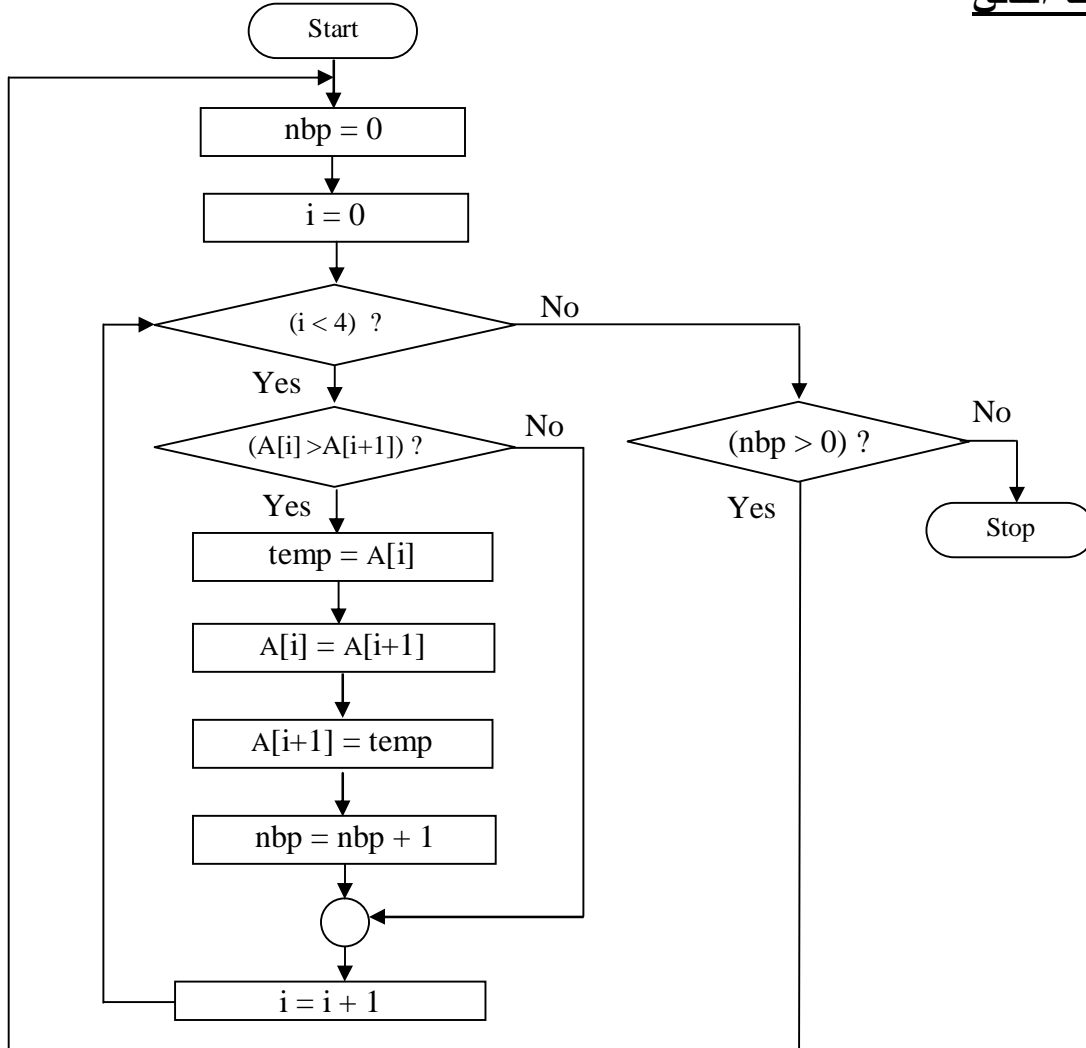 Start
nbp = 0
i = 0
(i < 4) ?
No
Yes
(A[i] >A[i+1]) ?
No
(nbp > 0) ?
No
Yes
Yes
Stop
temp = A[i]
A[i] = A[i+1]
A[i+1] = temp
nbp = nbp + 1
i = i + 1